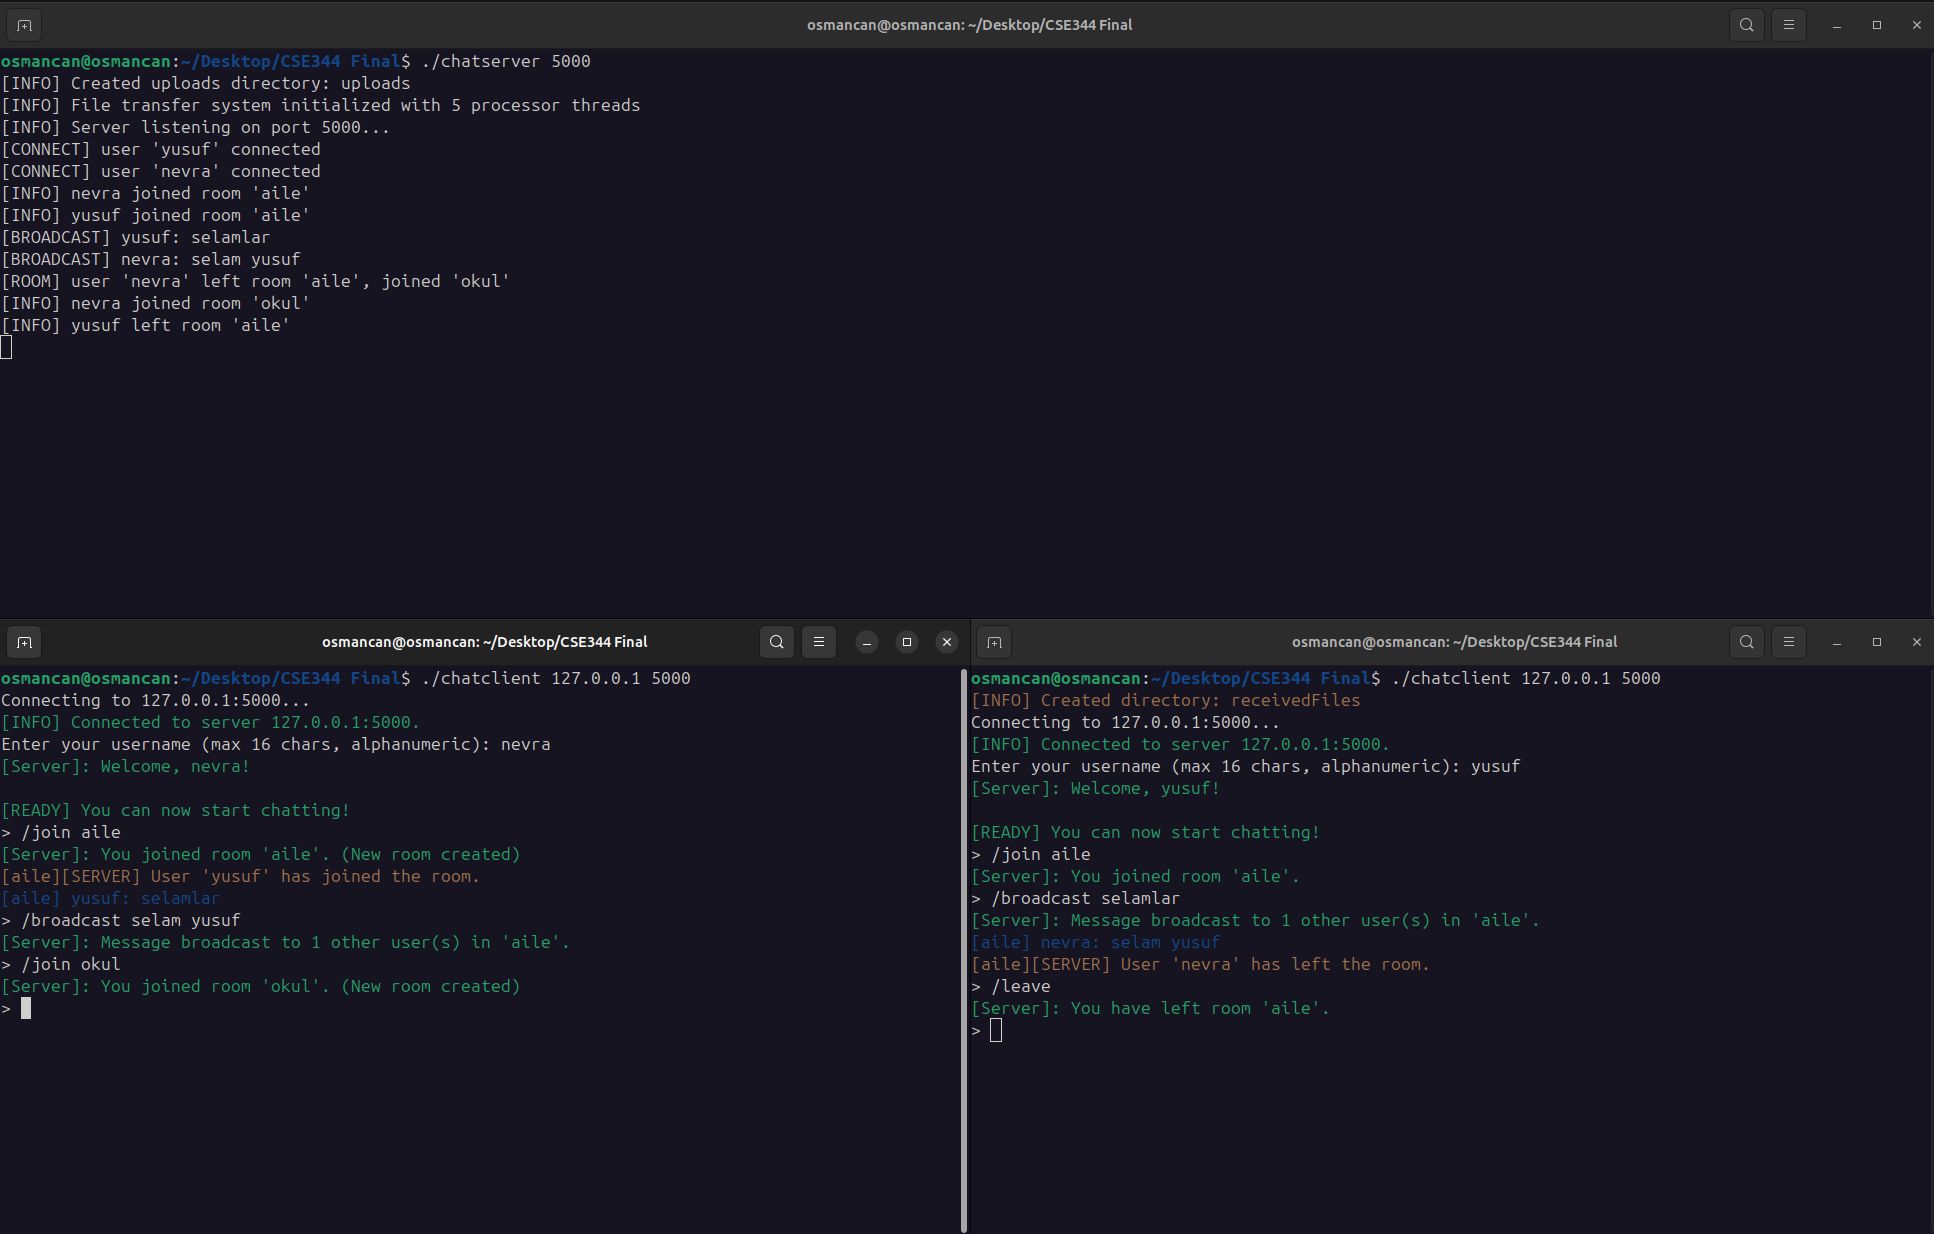 osmancan@osmancan: ~/Desktop/CSE344 Final
osmancan@osmancan:~/Desktop/CSE344 Final$ ./chatserver 5000
[INFO] Created uploads directory: uploads
[INFO] File transfer system initialized with 5 processor threads
[INFO] Server listening on port 5000...
[CONNECT] user 'yusuf' connected
[CONNECT] user 'nevra' connected
[INFO] nevra joined room 'aile'
[INFO] yusuf joined room 'aile'
[BROADCAST] yusuf: selamlar
[BROADCAST] nevra: selam yusuf
[ROOM] user 'nevra' left room 'aile', joined 'okul'
[INFO] nevra joined room 'okul'
[INFO] yusuf left room 'aile'
osmancan@osmancan: ~/Desktop/CSE344 Final
osmancan@osmancan:~/Desktop/CSE344 Final$ ./chatclient 127.0.0.1 5000
Connecting to 127.0.0.1:5000...
[INFO] Connected to server 127.0.0.1:5000.
Enter your username (max 16 chars, alphanumeric): nevra
[Server]: Welcome, nevra!
[READY] You can now start chatting!
> /join aile
[Server]: You joined room 'aile'. (New room created)
[aile][SERVER] User 'yusuf' has joined the room.
[aile] yusuf: selamlar
> /broadcast selam yusuf
[Server]: Message broadcast to 1 other user(s) in 'aile'.
> /join okul
[Server]: You joined room 'okul'. (New room created)
>
osmancan@osmancan: ~/Desktop/CSE344 Final
osmancan@osmancan:~/Desktop/CSE344 Final$ ./chatclient 127.0.0.1 5000
[INFO] Created directory: receivedFiles
Connecting to 127.0.0.1:5000...
[INFO] Connected to server 127.0.0.1:5000.
Enter your username (max 16 chars, alphanumeric): yusuf
[Server]: Welcome, yusuf!
[READY] You can now start chatting!
> /join aile
[Server]: You joined room 'aile'.
> /broadcast selamlar
[Server]: Message broadcast to 1 other user(s) in 'aile'.
[aile] nevra: selam yusuf
[aile][SERVER] User 'nevra' has left the room.
> /leave
[Server]: You have left room 'aile'.
>